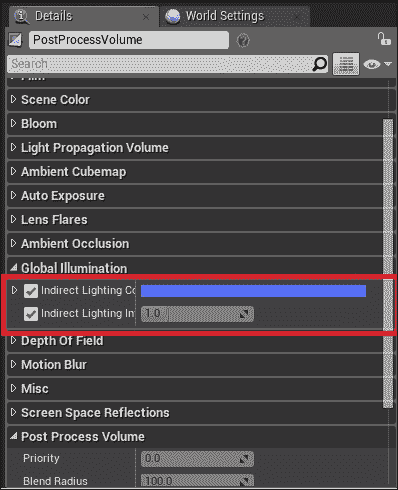 Details
World Settings
PostProcessVolume
Search
Film
Scene Color
Bloom
Light Propagation Volume
Ambient Cubemap
Auto Exposure
Lens Flares
Ambient Occlusion
Global Illumination
Indirect Lighting Co
Indirect Lighting In 1.0
Depth Of Field
Motion Blur
Misc
Screen Space Reflections
Post Process Volume
Priority 0.0
Blend Radius 100.0